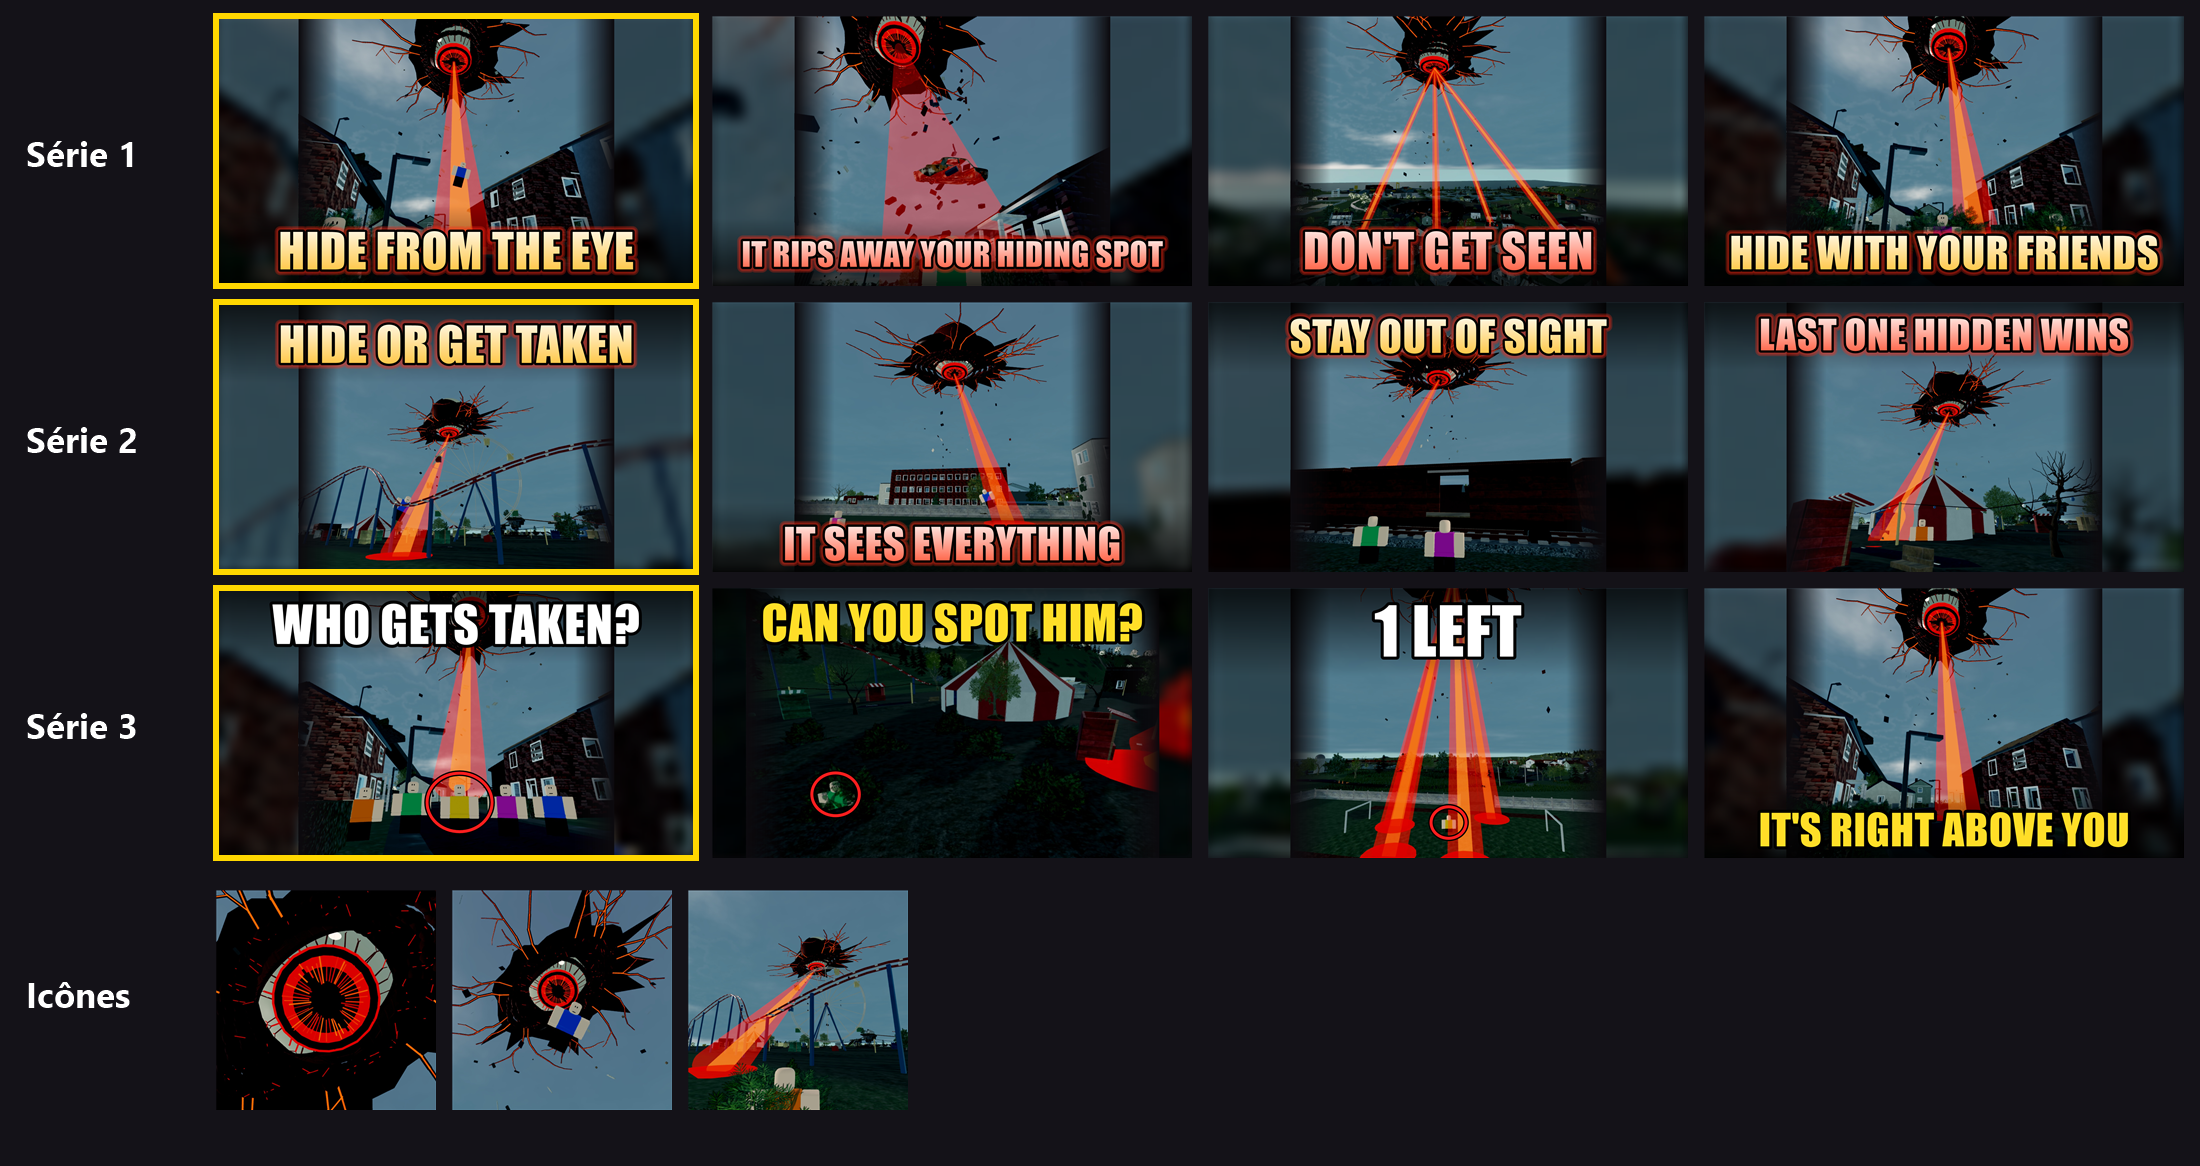 Série 1
HIDE FROM THE EYE
IT RIPS AWAY YOUR HIDING SPOT
DON'T GET SEEN
HIDE WITH YOUR FRIENDS
Série 2
HIDE OR GET TAKEN
IT SEES EVERYTHING
STAY OUT OF SIGHT
LAST ONE HIDDEN WINS
Série 3
WHO GETS TAKEN?
CAN YOU SPOT HIM?
1 LEFT
IT'S RIGHT ABOVE YOU
Icônes